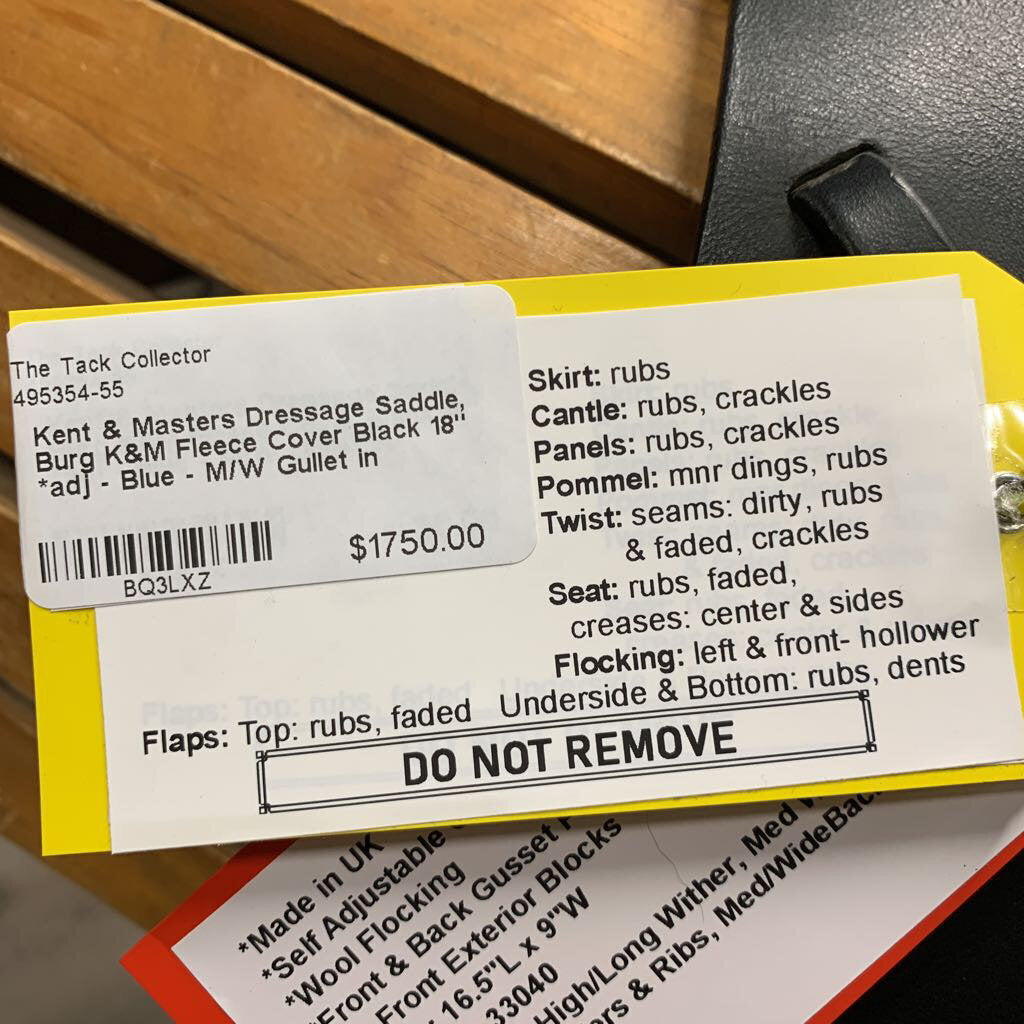 The Tack Collector
495354-55
Kent & Masters Dressage Saddle,
Burg K&M Fleece Cover Black 18"
*adj - Blue - M/W Gullet in
BQ3LXZ
$1750.00
Skirt: rubs
Cantle: rubs, crackles
Panels: rubs, crackles
Pommel: mnr dings, rubs
Twist: seams: dirty, rubs
& faded, crackles
Seat: rubs, faded,
creases: center & sides
Flocking: left & front- hollower
Flaps: Top: rubs, faded Underside & Bottom: rubs, dents
DO NOT REMOVE
*Made in UK
*Self Adjustable
*Wool Flocking
*Front & Back Gusset
Front Exterior Blocks
16.5"L x 9"W
33040
High/Long Wither, Med
& Ribs, Med/WideBac